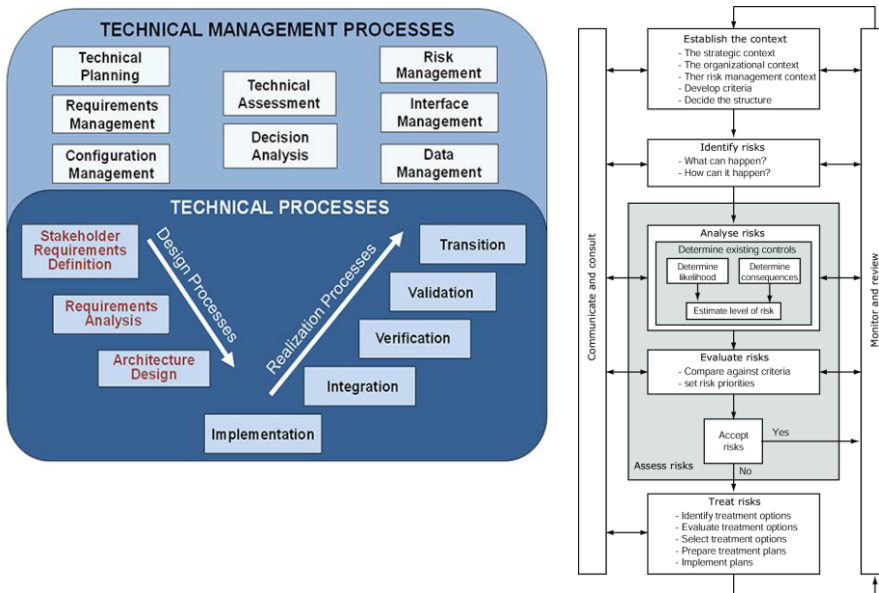 TECHNICAL MANAGEMENT PROCESSES
Technical
Planning
Requirements
Management
Configuration
Management
Technical
Assessment
Decision
Analysis
Risk
Management
Interface
Management
Data
Management
TECHNICAL PROCESSES
Stakeholder
Requirements
Definition
Requirements
Analysis
Architecture
Design
Design Processes
Realization Processes
Transition
Validation
Verification
Integration
Implementation
Communicate and consult
Establish the context
- The strategic context
- The organizational context
- Ther risk management context
- Develop criteria
- Decide the structure
Identify risks
- What can happen?
- How can it happen?
Analyse risks
Determine existing controls
Determine
likelihood
Determine
consequences
Estimate level of risk
Evaluate risks
- Compare against criteria
- set risk priorities
Accept
risks
Yes
Assess risks
No
Treat risks
- Identify treatment options
- Evaluate treatment options
- Select treatment options
- Prepare treatment plans
- Implement plans
Monitor and review